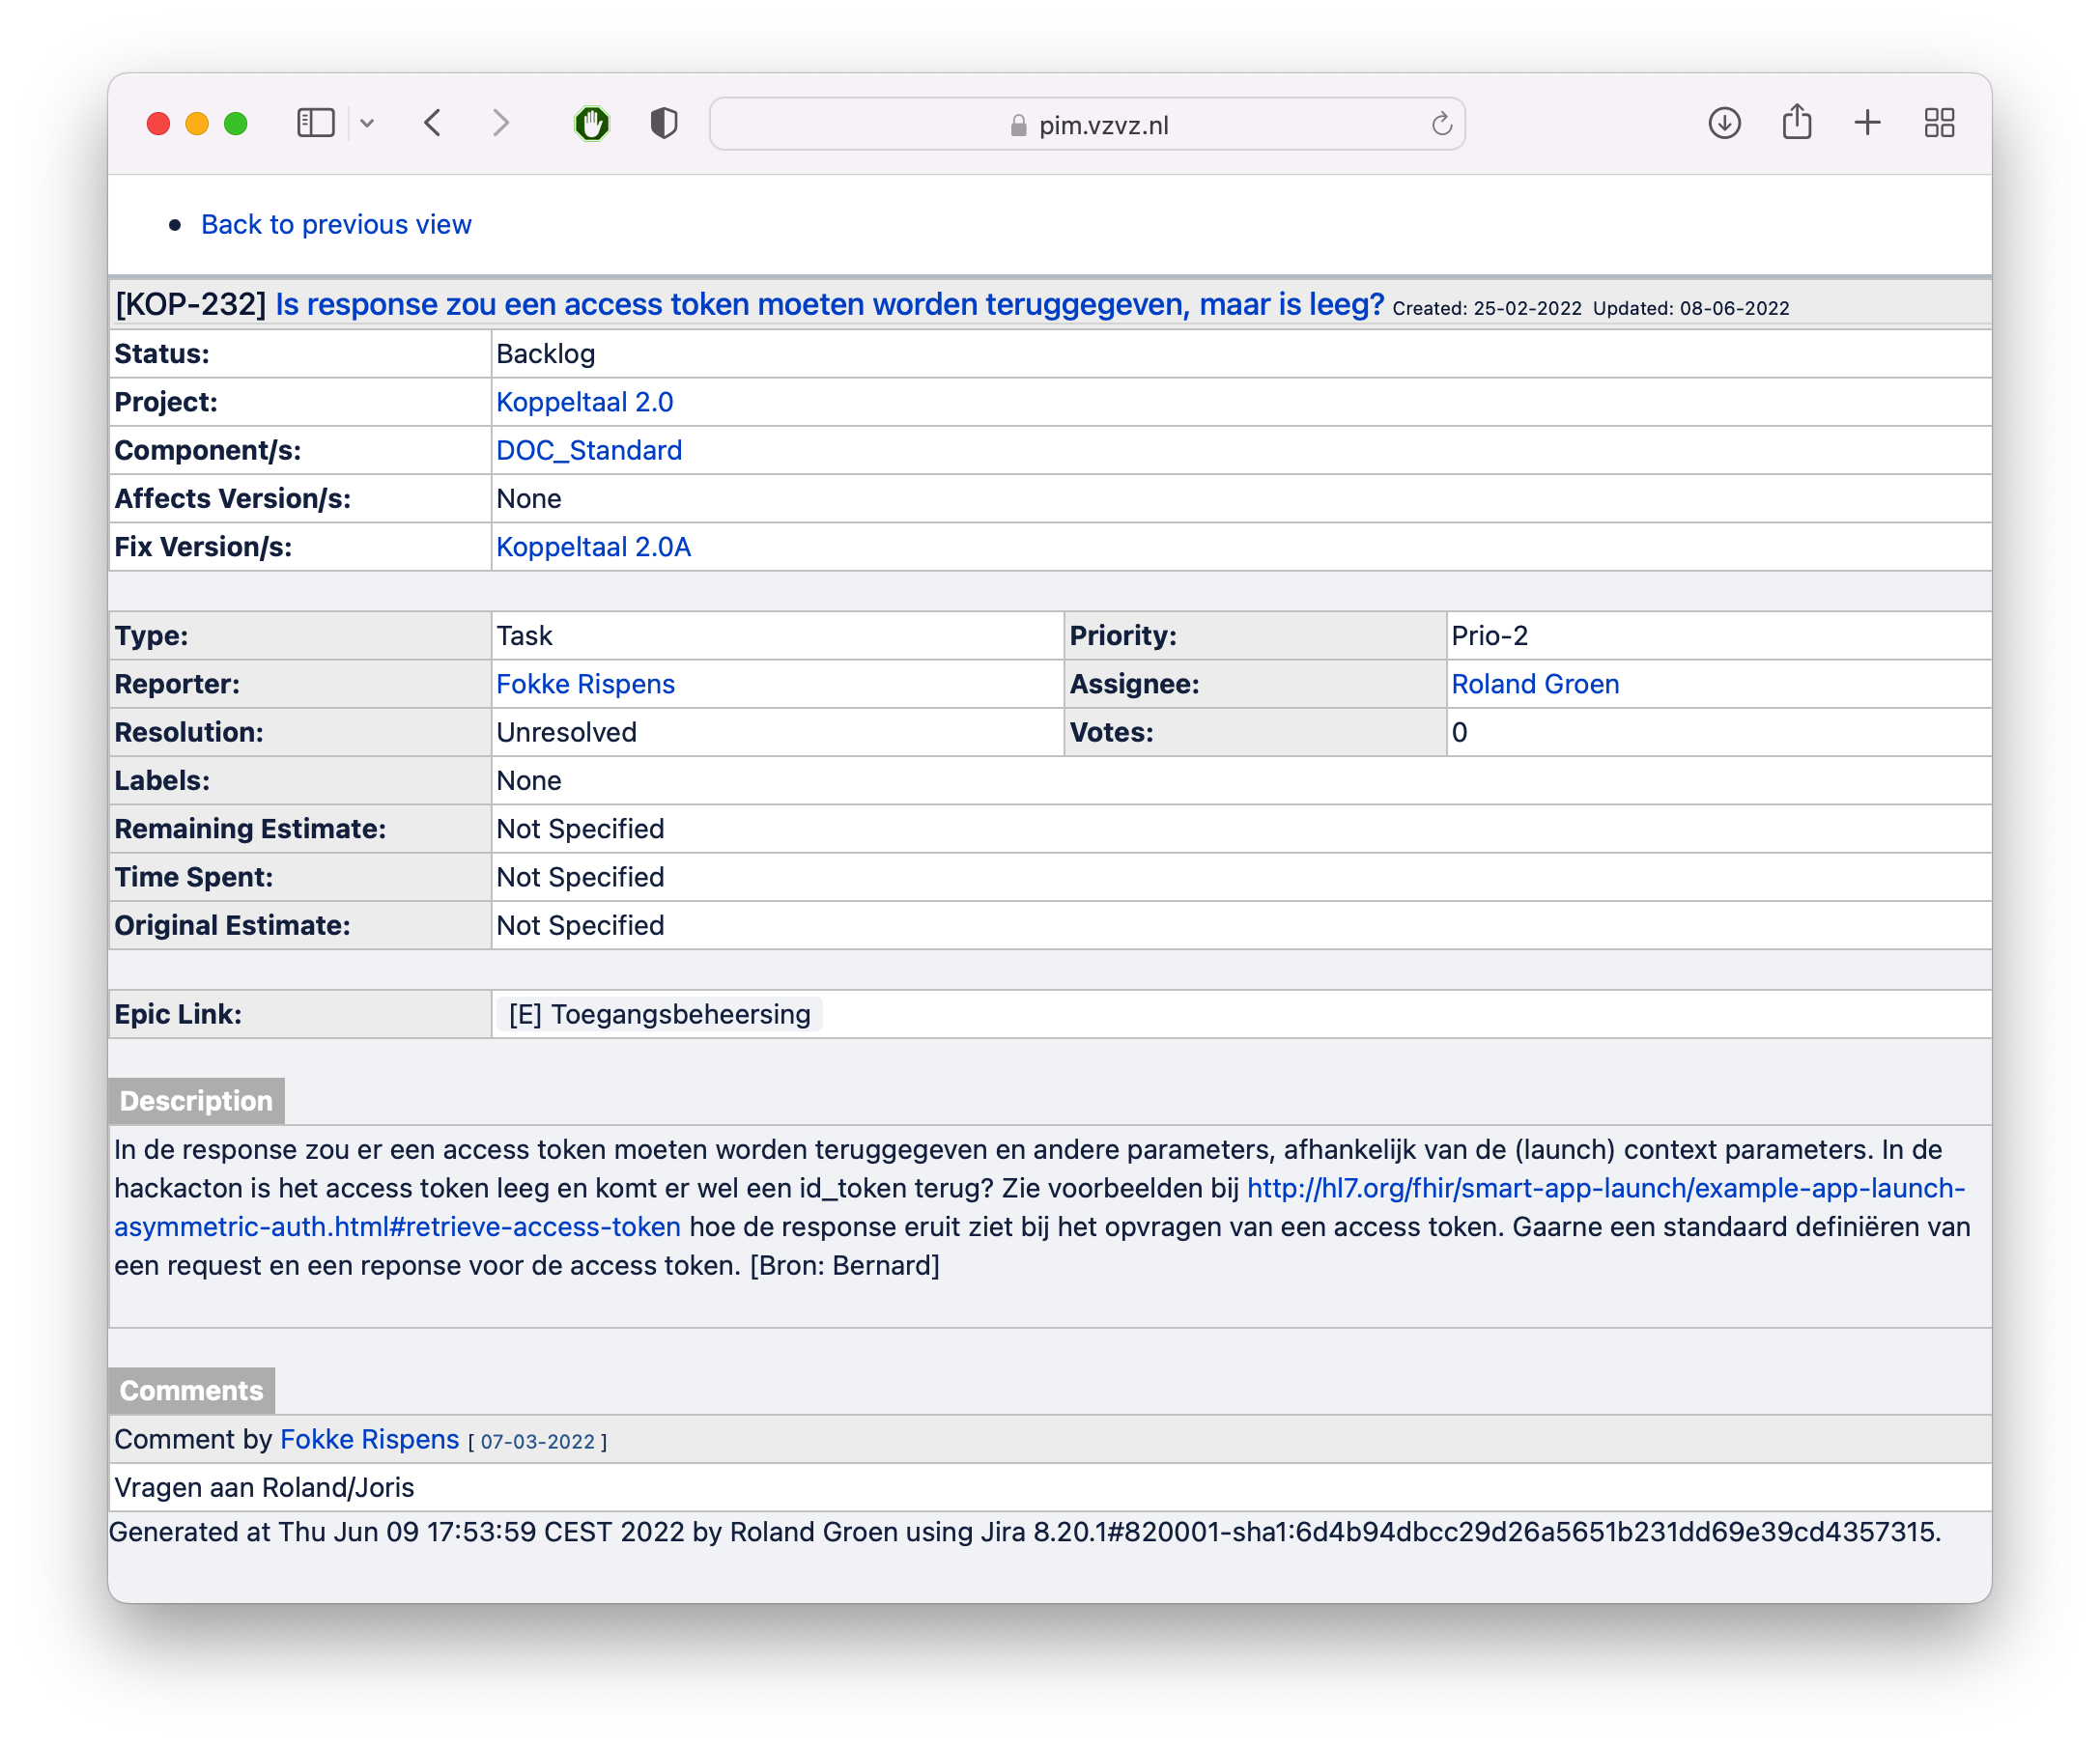 pim.vzvz.nl
• Back to previous view
[KOP-232] Is response zou een access token moeten worden teruggegeven, maar is leeg? Created: 25-02-2022 Updated: 08-06-2022
Status: Backlog
Project: Koppeltaal 2.0
Component/s: DOC_Standard
Affects Version/s: None
Fix Version/s: Koppeltaal 2.0A
Type: Task Priority: Prio-2
Reporter: Fokke Rispens Assignee: Roland Groen
Resolution: Unresolved Votes: 0
Labels: None
Remaining Estimate: Not Specified
Time Spent: Not Specified
Original Estimate: Not Specified
Epic Link: [E] Toegangsbeheersing
Description
In de response zou er een access token moeten worden teruggegeven en andere parameters, afhankelijk van de (launch) context parameters. In de
hackacton is het access token leeg en komt er wel een id_token terug? Zie voorbeelden bij http://hl7.org/fhir/smart-app-launch/example-app-launch-
asymmetric-auth.html#retrieve-access-token hoe de response eruit ziet bij het opvragen van een access token. Gaarne een standaard definiëren van
een request en een reponse voor de access token. [Bron: Bernard]
Comments
Comment by Fokke Rispens [ 07-03-2022 ]
Vragen aan Roland/Joris
Generated at Thu Jun 09 17:53:59 CEST 2022 by Roland Groen using Jira 8.20.1#820001-sha1:6d4b94dbcc29d26a5651b231dd69e39cd4357315.